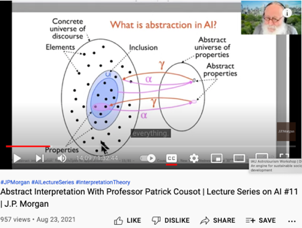 Concrete
universe of
discourse
What is abstraction in AI?
Elements
Inclusion
Abstract
universe of
properties
γ
α
Abstract
properties
γ
α
everything.
Properties
#JPMorgan #AILectureSeries #InterpretationTheory
Abstract Interpretation With Professor Patrick Cousot | Lecture Series on AI #11
| J.P. Morgan
957 views • Aug 23, 2021
LIKE
DISLIKE
SHARE
SAVE